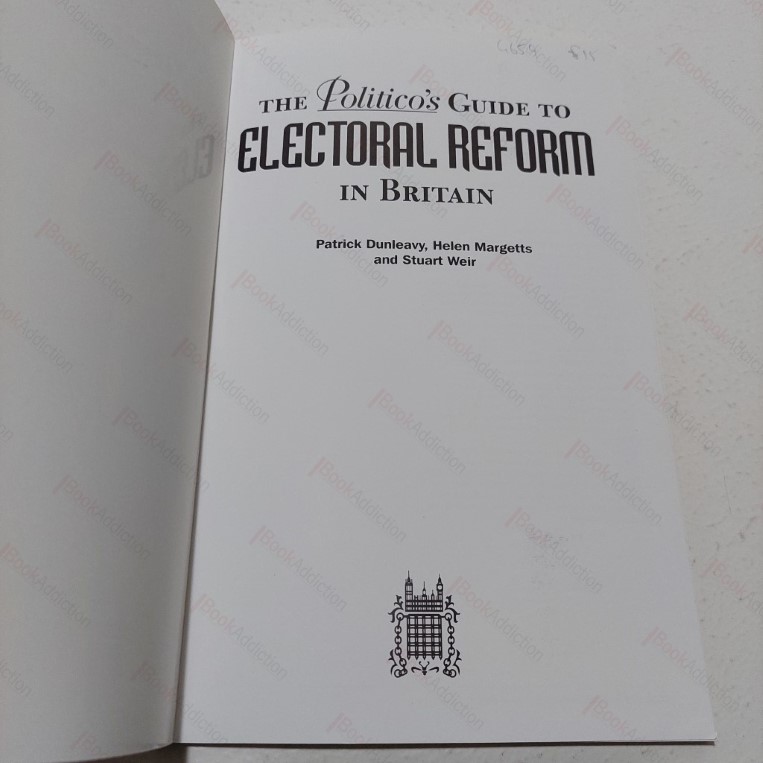 THE Politico's GUIDE TO
ELECTORAL REFORM
IN BRITAIN
Patrick Dunleavy, Helen Margetts
and Stuart Weir